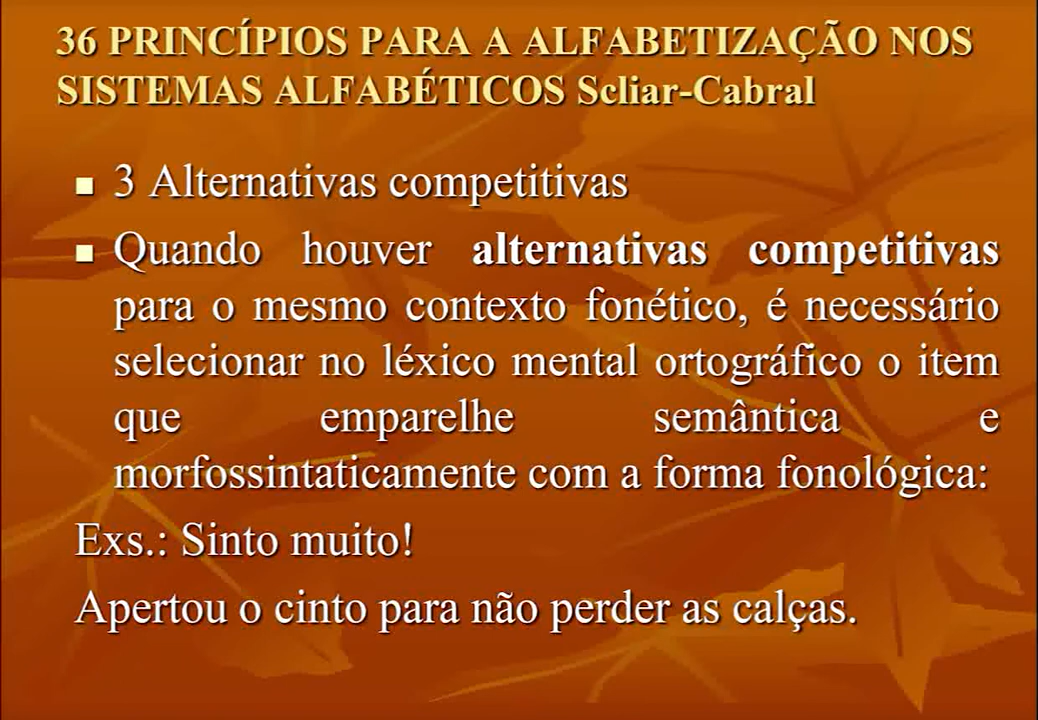 36 PRINCÍPIOS PARA A ALFABETIZAÇÃO NOS
SISTEMAS ALFABÉTICOS Scliar-Cabral
3 Alternativas competitivas
Quando houver alternativas competitivas
para o mesmo contexto fonético, é necessário
selecionar no léxico mental ortográfico o item
que emparelhe semântica e
morfossintaticamente com a forma fonológica:
Exs.: Sinto muito!
Apertou o cinto para não perder as calças.